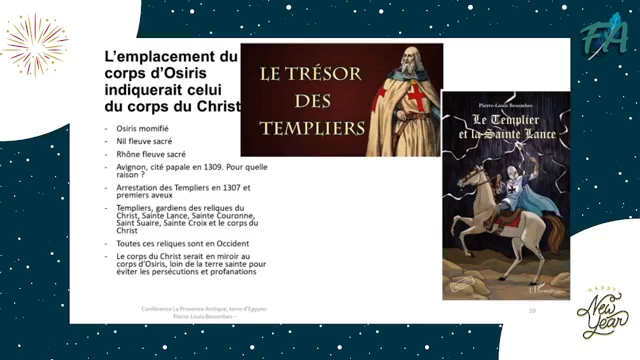 FA
L'emplacement du
corps d'Osiris
indiquerait celui
du corps du Christ
- Osiris momifié
- Nil fleuve sacré
- Rhône fleuve sacré
- Avignon, cité papale en 1309. Pour quelle
raison ?
- Arrestation des Templiers en 1307 et
premiers aveux
- Templiers, gardiens des reliques du
Christ, Sainte Lance, Sainte Couronne,
Saint Suaire, Sainte Croix et le corps du
Christ
- Toutes ces reliques sont en Occident
- Le corps du Christ serait en miroir au
corps d'Osiris, loin de la terre sainte pour
éviter les persécutions et profanations
LE TRÉSOR
DES
TEMPLIERS
Pierre-Louis Besombes
Le Templier
et la Sainte Lance
L'Harmattan
Conférence La Provence Antique, terre d'Egypte-
Pierre-Louis Besombes -
10
HAPPY
New
Year